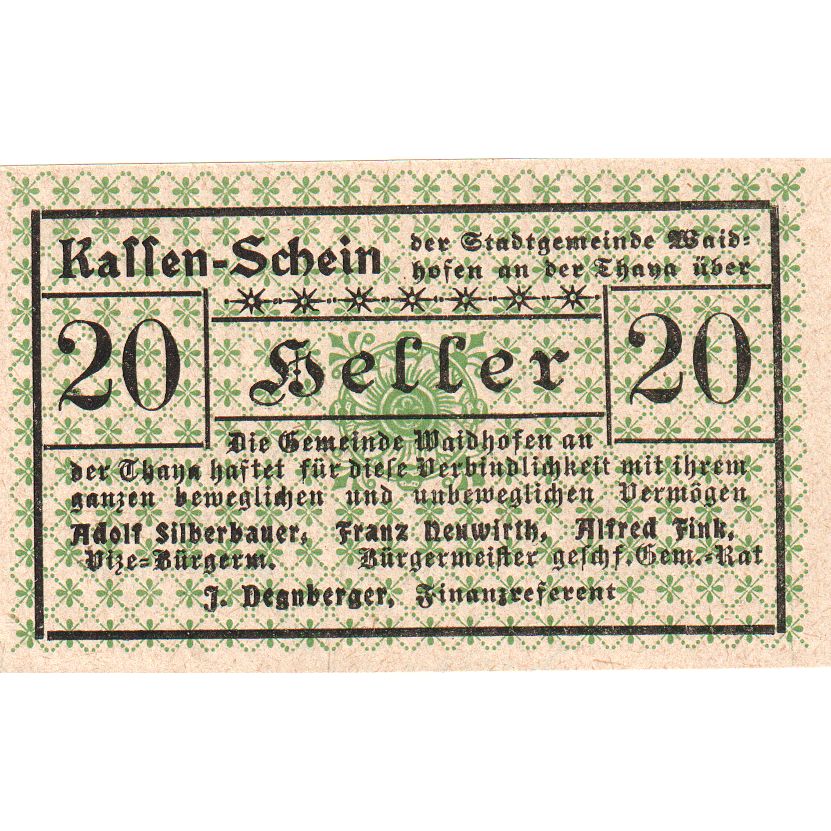 Kaſſen-Schein
der Stadtgemeinde Waid-
hofen an der Thaya über
20 Heller 20
Die Gemeinde Waidhofen an
der Thaya haftet für dieſe Verbindlichkeit mit ihrem
ganzen beweglichen und unbeweglichen Vermögen
Adolf Silberbauer, Franz Neuwirth, Alfred Fink,
Vize-Bürgerm. Bürgermeiſter geſchf. Gem.-Rat
J. Degnberger, Finanzreferent